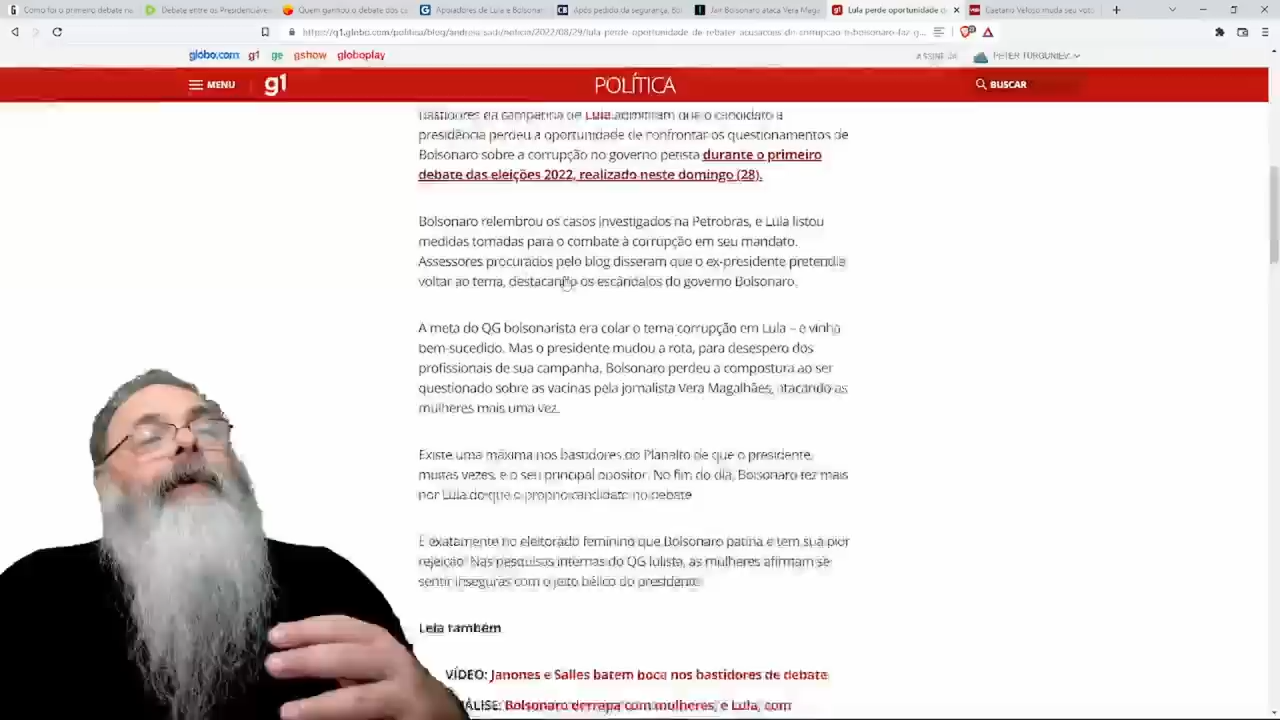 Como foi o primeiro debate na
Debate entre os Presidenciáveis
Quem ganhou o debate dos ca
Apoiadores de Lula e Bolsonar
Após pedido da segurança, Bo
Jair Bolsonaro ataca Vera Maga
Lula perde oportunidade d
Caetano Veloso muda seu voto
https://g1.globo.com/politica/blog/andreia-sadi/noticia/2022/08/29/lula-perde-oportunidade-de-rebater-acusacoes-de-corrupcao-e-bolsonaro-faz-g...
globo.com g1 ge gshow globoplay
ASSINE JÁ
MENU g1 POLÍTICA BUSCAR
Bastidores da campanha de Lula admitiram que o candidato à
presidência perdeu a oportunidade de confrontar os questionamentos de
Bolsonaro sobre a corrupção no governo petista durante o primeiro
debate das eleições 2022, realizado neste domingo (28).
Bolsonaro relembrou os casos investigados na Petrobras, e Lula listou
medidas tomadas para o combate à corrupção em seu mandato.
Assessores procurados pelo blog disseram que o ex-presidente pretendia
voltar ao tema, destacando os escândalos do governo Bolsonaro.
A meta do QG bolsonarista era colar o tema corrupção em Lula – e vinha
bem-sucedido. Mas o presidente mudou a rota, para desespero dos
profissionais de sua campanha. Bolsonaro perdeu a compostura ao ser
questionado sobre as vacinas pela jornalista Vera Magalhães, atacando as
mulheres mais uma vez.
Existe uma máxima nos bastidores do Planalto de que o presidente,
muitas vezes, é o seu principal opositor. No fim do dia, Bolsonaro fez mais
por Lula do que o próprio candidato no debate
É exatamente no eleitorado feminino que Bolsonaro patina e tem sua pior
rejeição. Nas pesquisas internas do QG lulista, as mulheres afirmam se
sentir inseguras com o jeito bélico do presidente
Leia também
VÍDEO: Janones e Salles batem boca nos bastidores de debate
ÁLISE: Bolsonaro derrapa com mulheres, e Lula, com